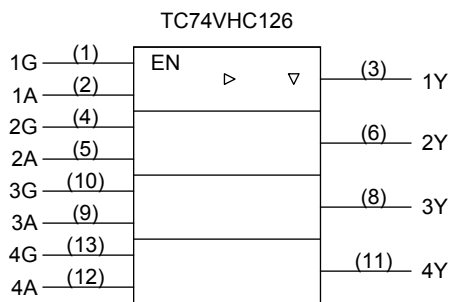 TC74VHC126
1G (1) EN (3) 1Y
1A (2)
2G (4) (6) 2Y
2A (5)
3G (10) (8) 3Y
3A (9)
4G (13) (11) 4Y
4A (12)